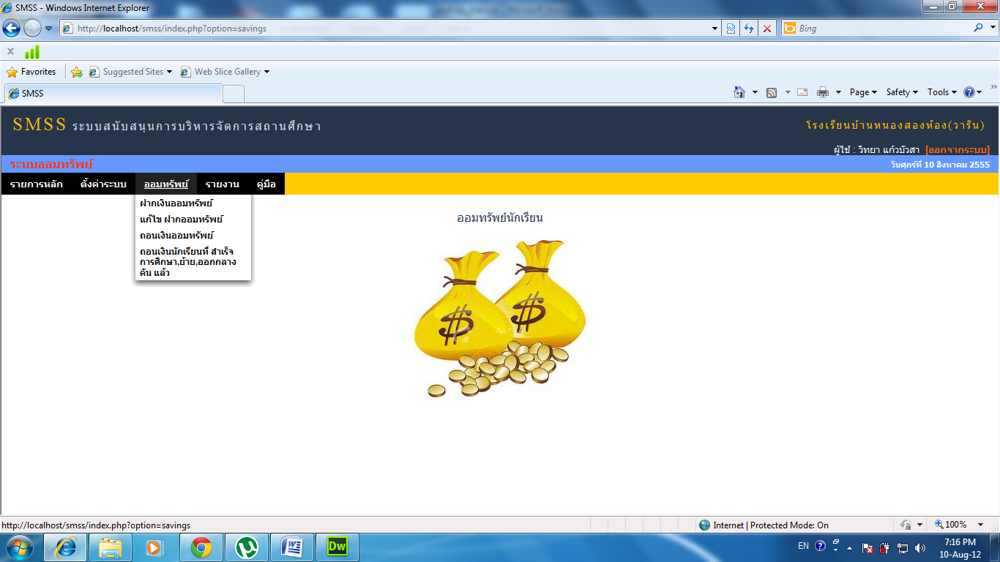 SMSS - Windows Internet Explorer
http://localhost/smss/index.php?option=savings
Bing
x
Favorites Suggested Sites Web Slice Gallery
SMSS
Page Safety Tools
SMSS ระบบสนับสนุนการบริหารจัดการสถานศึกษา
โรงเรียนบ้านหนองสองห้อง(วาริน)
ผู้ใช้ : วิทยา แก้วบัวสา [ออกจากระบบ]
ระบบออมทรัพย์
วันศุกร์ที่ 10 สิงหาคม 2555
รายการหลัก ตั้งค่าระบบ ออมทรัพย์ รายงาน คู่มือ
ฝากเงินออมทรัพย์
แก้ไข ฝากออมทรัพย์
ถอนเงินออมทรัพย์
ถอนเงินนักเรียนที่ สำเร็จ
การศึกษา,ย้าย,ออกกลาง
คัน แล้ว
ออมทรัพย์นักเรียน
$ $
http://localhost/smss/index.php?option=savings
Internet | Protected Mode: On
100%
W Dw
EN
7:16 PM
10-Aug-12